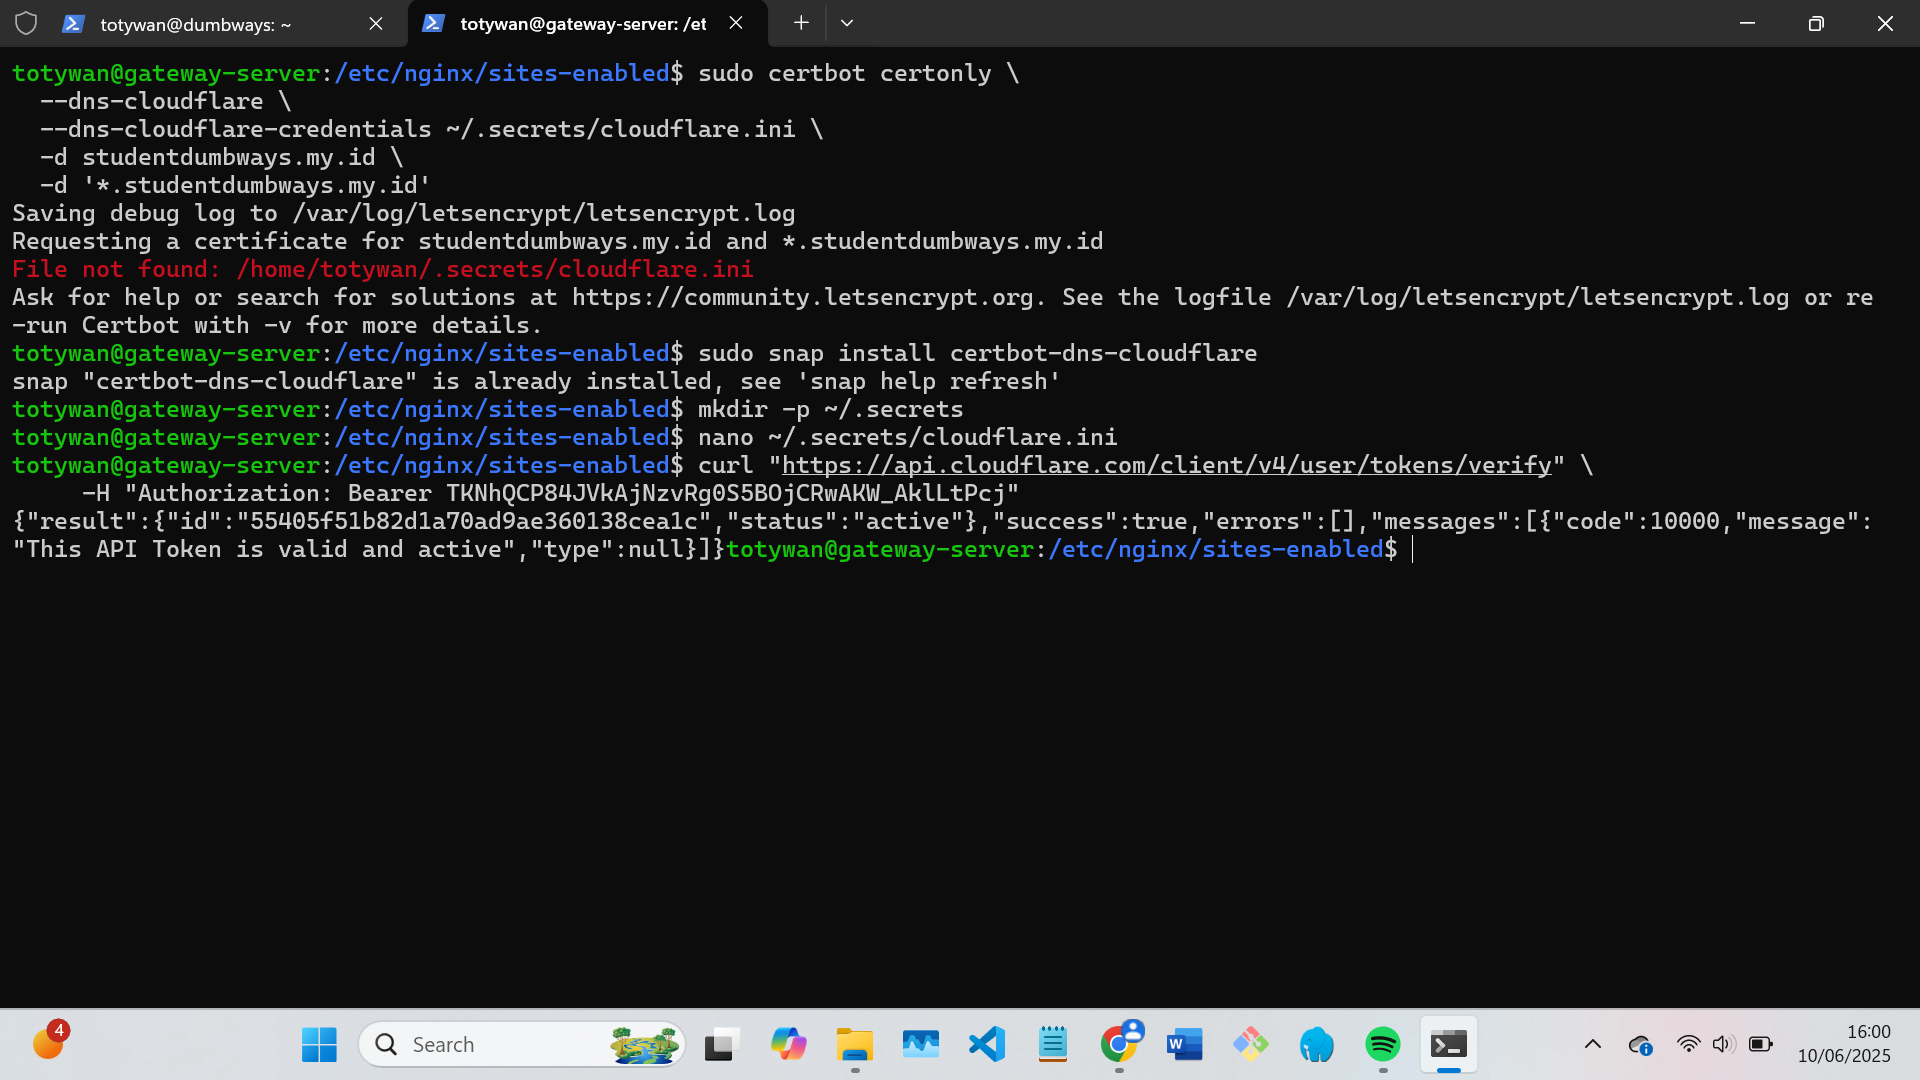 totywan@dumbways: ~
totywan@gateway-server: /et
totywan@gateway-server:/etc/nginx/sites-enabled$ sudo certbot certonly \
  --dns-cloudflare \
  --dns-cloudflare-credentials ~/.secrets/cloudflare.ini \
  -d studentdumbways.my.id \
  -d '*.studentdumbways.my.id'
Saving debug log to /var/log/letsencrypt/letsencrypt.log
Requesting a certificate for studentdumbways.my.id and *.studentdumbways.my.id
File not found: /home/totywan/.secrets/cloudflare.ini
Ask for help or search for solutions at https://community.letsencrypt.org. See the logfile /var/log/letsencrypt/letsencrypt.log or re
-run Certbot with -v for more details.
totywan@gateway-server:/etc/nginx/sites-enabled$ sudo snap install certbot-dns-cloudflare
snap "certbot-dns-cloudflare" is already installed, see 'snap help refresh'
totywan@gateway-server:/etc/nginx/sites-enabled$ mkdir -p ~/.secrets
totywan@gateway-server:/etc/nginx/sites-enabled$ nano ~/.secrets/cloudflare.ini
totywan@gateway-server:/etc/nginx/sites-enabled$ curl "https://api.cloudflare.com/client/v4/user/tokens/verify" \
     -H "Authorization: Bearer TKNhQCP84JVkAjNzvRg0S5BOjCRwAKW_AklLtPcj"
{"result":{"id":"55405f51b82d1a70ad9ae360138cea1c","status":"active"},"success":true,"errors":[],"messages":[{"code":10000,"message":
"This API Token is valid and active","type":null}]}totywan@gateway-server:/etc/nginx/sites-enabled$
4
Search
W
16:00
10/06/2025